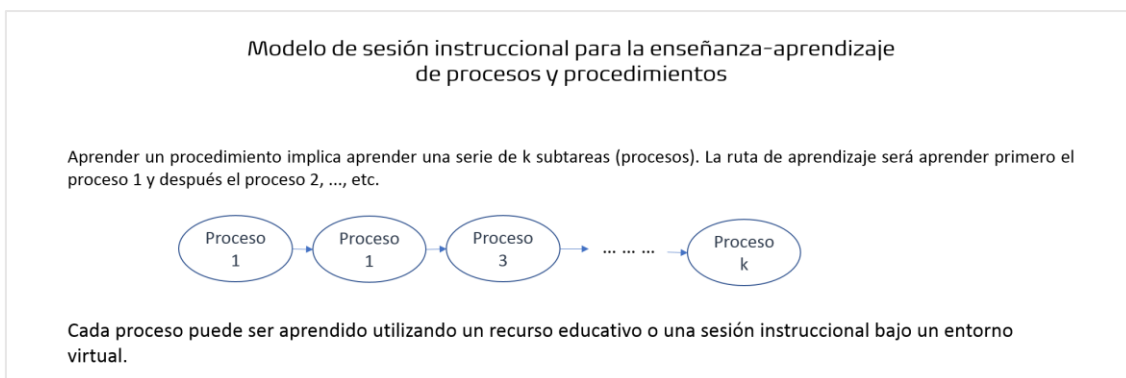 Modelo de sesión instruccional para la enseñanza-aprendizaje
de procesos y procedimientos
Aprender un procedimiento implica aprender una serie de k subtareas (procesos). La ruta de aprendizaje será aprender primero el
proceso 1 y después el proceso 2, ..., etc.
Proceso
1
Proceso
1
Proceso
3
... ... ...
Proceso
k
Cada proceso puede ser aprendido utilizando un recurso educativo o una sesión instruccional bajo un entorno
virtual.